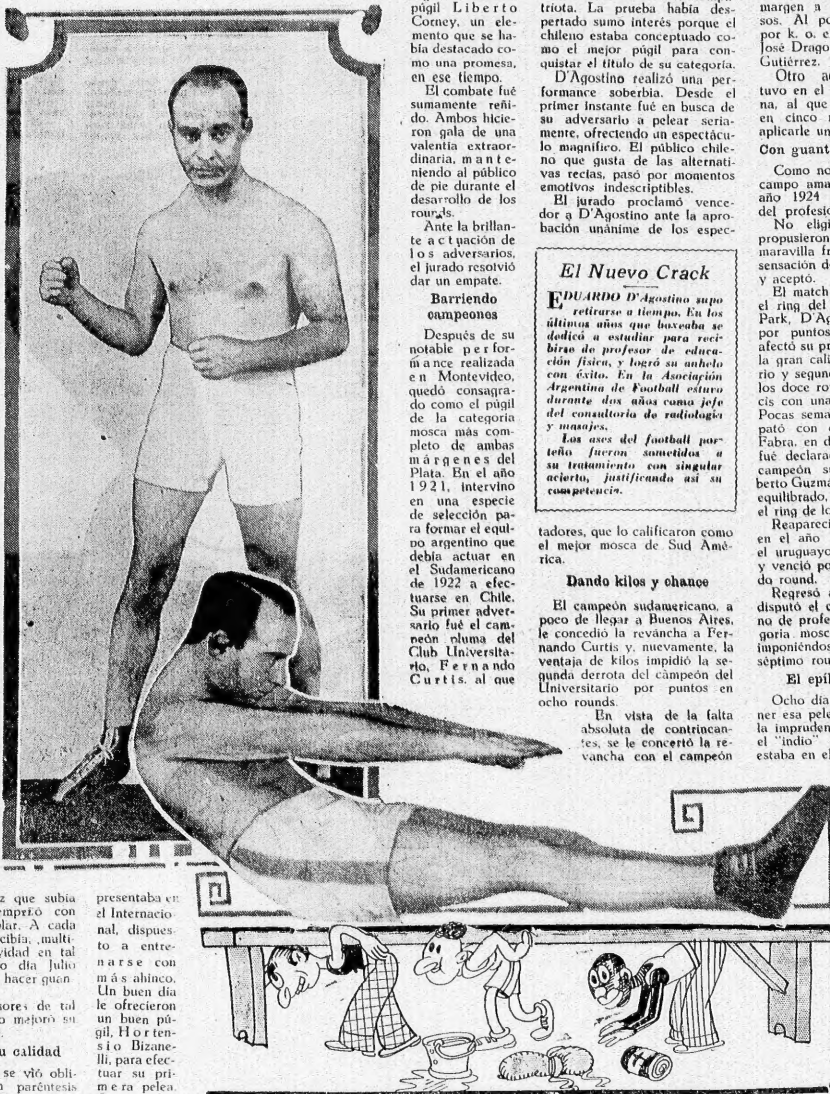 púgil Liberto
Corney, un ele-
mento que se ha-
bía destacado co-
mo una promesa,
en ese tiempo.
El combate fué
sumamente reñi-
do. Ambos hicie-
ron gala de una
valentía extraor-
dinaria, mante-
niendo al público
de pie durante el
desarrollo de los
rounds.
Ante la brillan-
te actuación de
los adversarios,
el jurado resolvió
dar un empate.
Barriendo
campeones
Después de su
notable perfor-
mance realizada
en Montevideo,
quedó consagra-
do como el púgil
de la categoría
mosca más com-
pleto de ambas
márgenes del
Plata. En el año
1921, intervino
en una especie
de selección pa-
ra formar el equi-
po argentino que
debía actuar en
el Sudamericano
de 1922 a efec-
tuarse en Chile.
Su primer adver-
sario fué el cam-
peón pluma del
Club Universita-
rio, Fernando
Curtis, al que
triota. La prueba había des-
pertado sumo interés porque el
chileno estaba conceptuado co-
mo el mejor púgil para con-
quistar el título de su categoría.
D'Agostino realizó una per-
formance soberbia. Desde el
primer instante fué en busca de
su adversario a pelear seria-
mente, ofreciendo un espectácu-
lo magnífico. El público chile-
no que gusta de las alternati-
vas recias, pasó por momentos
emotivos indescriptibles.
El jurado proclamó vence-
dor a D'Agostino ante la apro-
bación unánime de los espec-
El Nuevo Crack
EDUARDO D'Agostino supo
retirarse a tiempo. En los
últimos años que boxeaba se
dedicó a estudiar para reci-
birse de profesor de educa-
ción física, y logró su anhelo
con éxito. En la Asociación
Argentina de Football estuvo
durante dos años como jefe
del consultorio de radiología
y masajes.
Los ases del football por-
teño fueron sometidos a
su tratamiento con singular
acierto, justificando así su
competencia.
tadores, que lo calificaron como
el mejor mosca de Sud Amé-
rica.
Dando kilos y chance
El campeón sudamericano, a
poco de llegar a Buenos Aires,
le concedió la revancha a Fer-
nando Curtis y, nuevamente, la
ventaja de kilos impidió la se-
gunda derrota del campeón del
Universitario por puntos en
ocho rounds.
En vista de la falta
absoluta de contrincan-
tes, se le concertó la re-
vancha con el campeón
margen a
sos. Al po
por k. o. e
José Drago
Gutiérrez.
Otro ad
tuvo en el
na, al que
en cinco
aplicarle un
Con guant
Como no
campo ama
año 1924
del profesio
No eligi
propusieron
maravilla fr
sensación d
y aceptó.
El match
el ring del
Park, D'Ag
por puntos
afectó su pr
la gran cali
rio y segun
los doce ro
cis con una
Pocas sema
pató con
Fabra, en d
fué declara
campeón s
berto Guzmá
equilibrado,
el ring de lo
Reapareci
en el año
el uruguayo
y venció po
do round.
Regresó a
disputó el
no de profe
goría mosc
imponiéndos
séptimo rou
El epíl
Ocho día
ner esa pele
la impruden
el "indio"
estaba en el
z que subía
empezó con
lar. A cada
cibía, multi-
vidad en tal
o día Julio
hacer guan
ores de tal
o mejoró su
u calidad
se vió obli-
n paréntesis
presentaba en
el Internacio-
nal, dispues-
to a entre-
narse con
más ahinco.
Un buen día
le ofrecieron
un buen pú-
gil, Horten-
sio Bizane-
lli, para efec-
tuar su pri-
mera pelea.